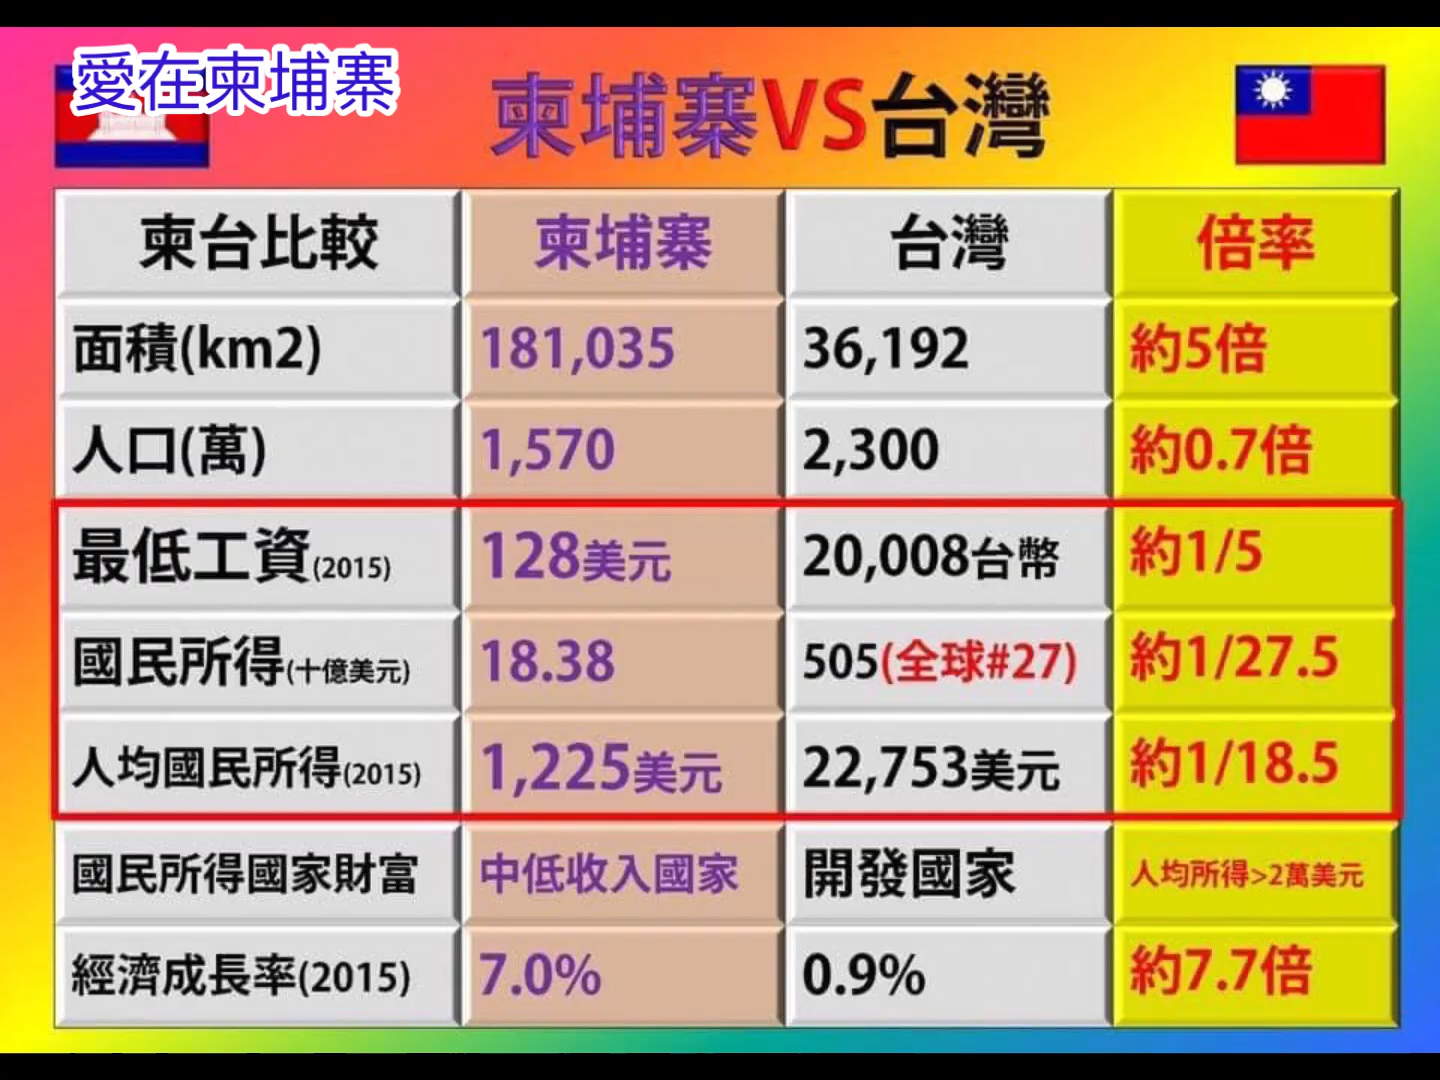 愛在柬埔寨
柬埔寨VS台灣
柬台比較 柬埔寨 台灣 倍率
面積(km2) 181,035 36,192 約5倍
人口(萬) 1,570 2,300 約0.7倍
最低工資(2015) 128美元 20,008台幣 約1/5
國民所得(十億美元) 18.38 505(全球#27) 約1/27.5
人均國民所得(2015) 1,225美元 22,753美元 約1/18.5
國民所得國家財富 中低收入國家 開發國家 人均所得>2萬美元
經濟成長率(2015) 7.0% 0.9% 約7.7倍